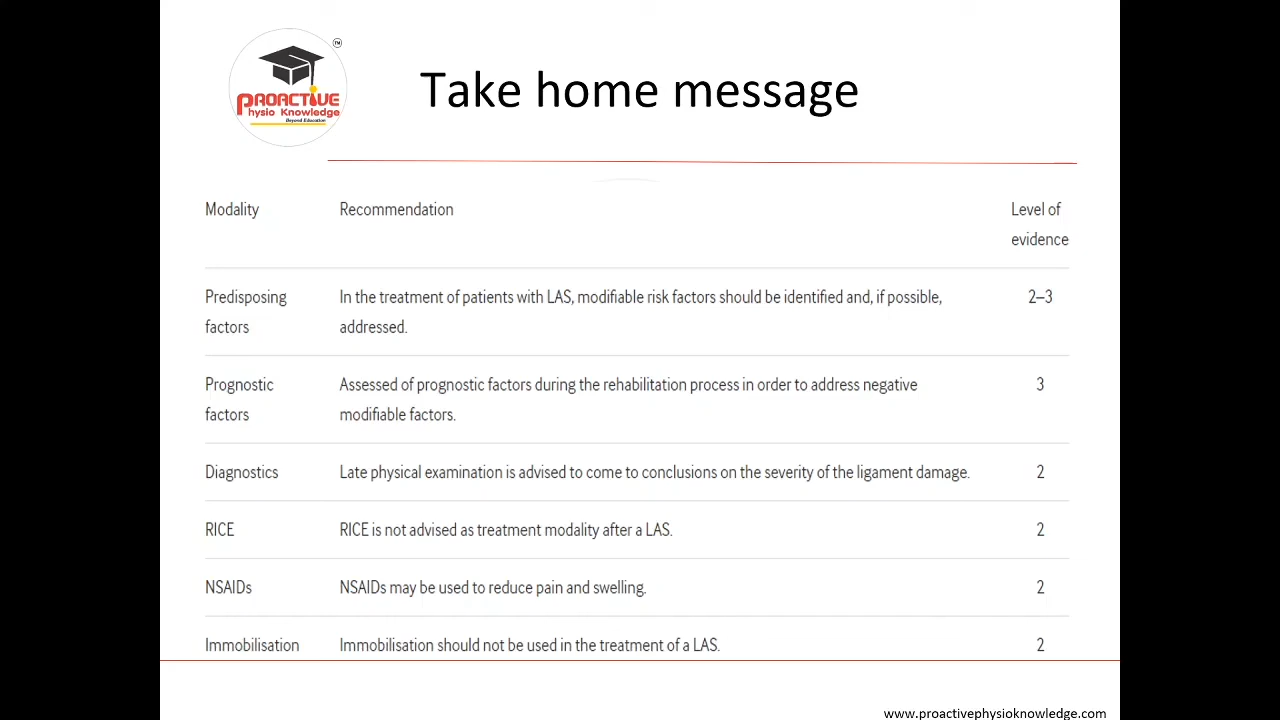 TM
PROACTIVE
Physio Knowledge
Beyond Education
Take home message
Modality Recommendation Level of
evidence
Predisposing In the treatment of patients with LAS, modifiable risk factors should be identified and, if possible, 2–3
factors addressed.
Prognostic Assessed of prognostic factors during the rehabilitation process in order to address negative 3
factors modifiable factors.
Diagnostics Late physical examination is advised to come to conclusions on the severity of the ligament damage. 2
RICE RICE is not advised as treatment modality after a LAS. 2
NSAIDs NSAIDs may be used to reduce pain and swelling. 2
Immobilisation Immobilisation should not be used in the treatment of a LAS. 2
www.proactivephysioknowledge.com